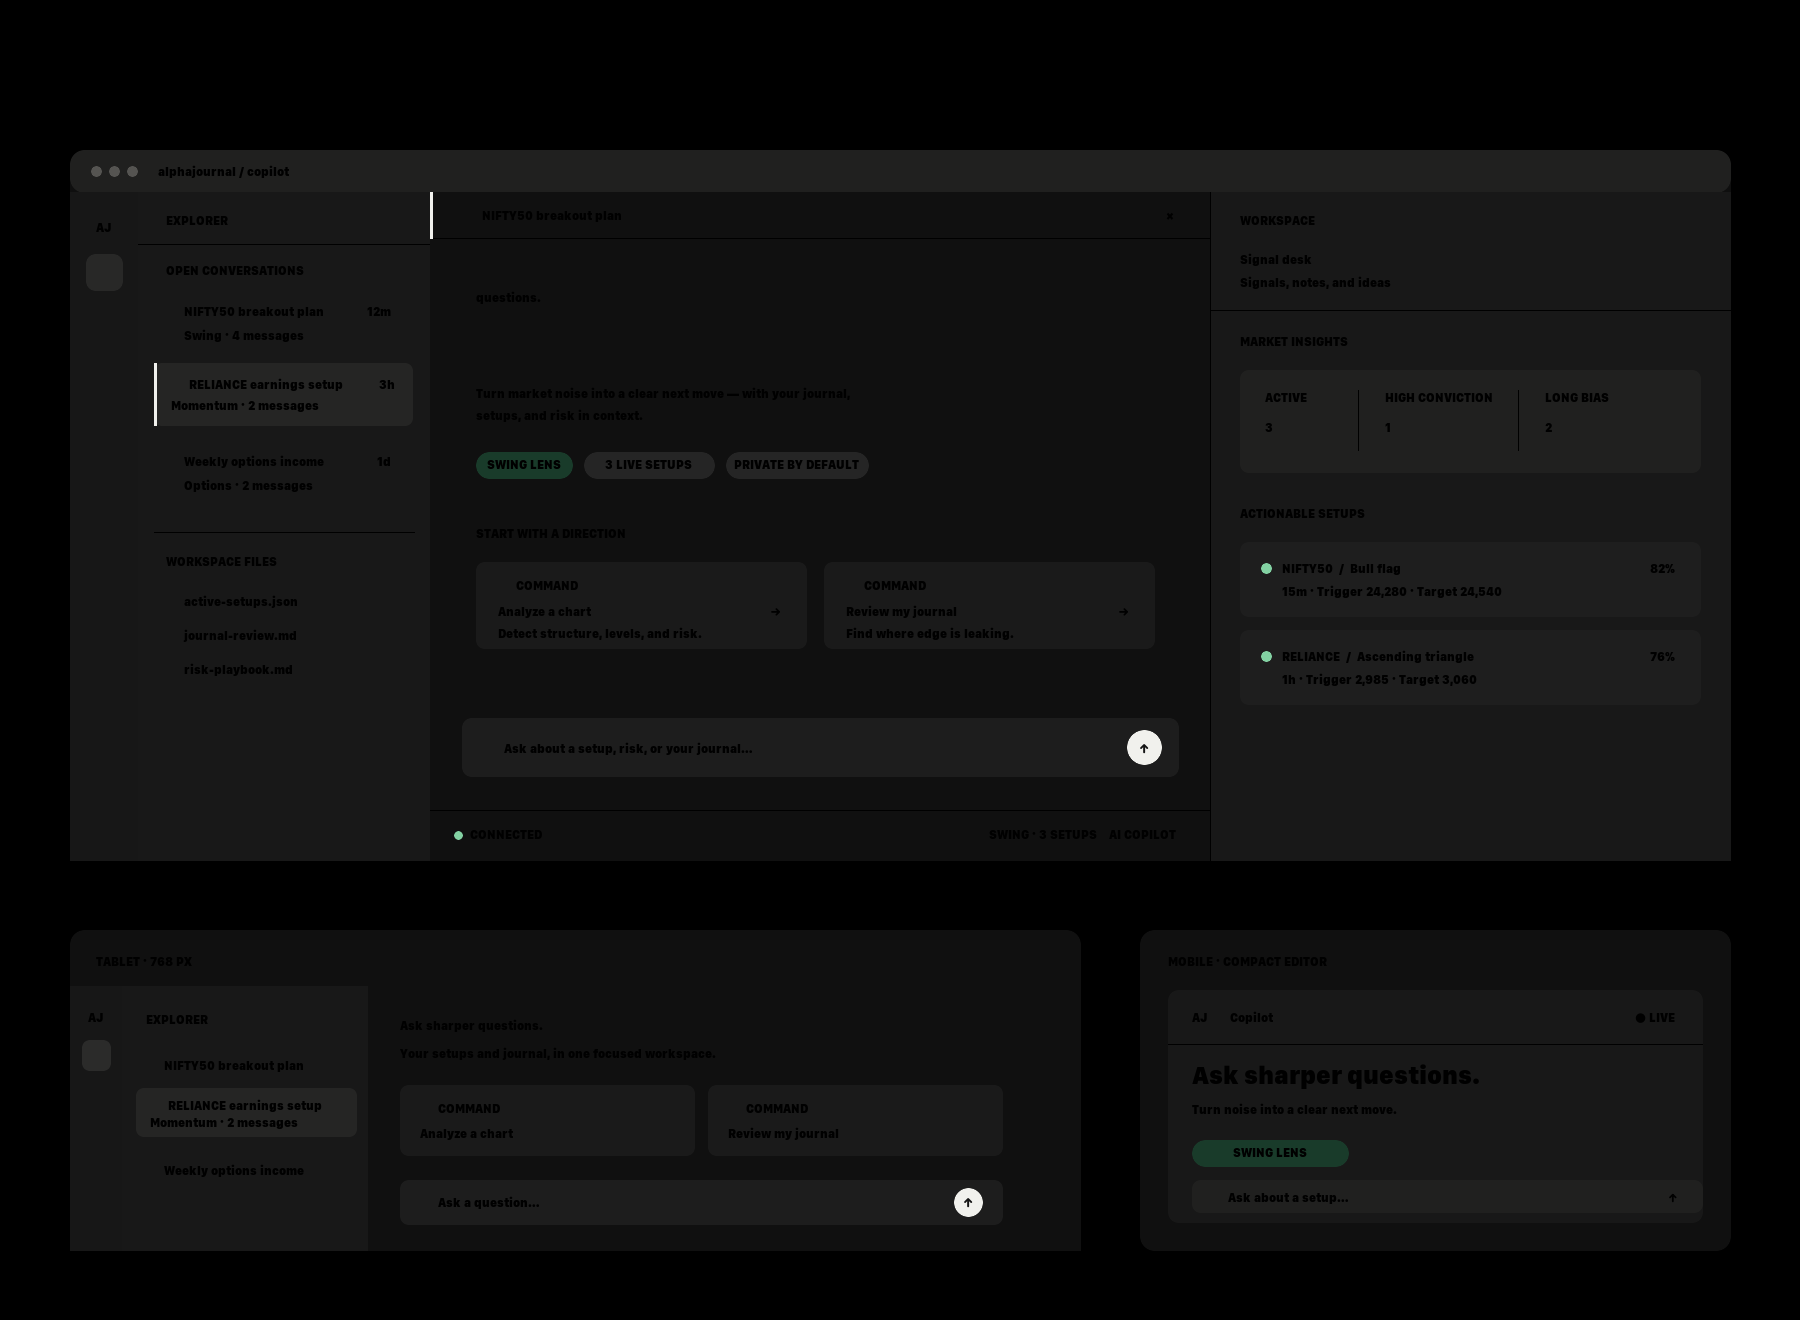 alphajournal / copilot
AJ
EXPLORER
OPEN CONVERSATIONS
NIFTY50 breakout plan 12m
Swing · 4 messages
RELIANCE earnings setup 3h
Momentum · 2 messages
Weekly options income 1d
Options · 2 messages
WORKSPACE FILES
active-setups.json
journal-review.md
risk-playbook.md
NIFTY50 breakout plan ×
questions.
Turn market noise into a clear next move — with your journal,
setups, and risk in context.
SWING LENS 3 LIVE SETUPS PRIVATE BY DEFAULT
START WITH A DIRECTION
COMMAND
Analyze a chart →
Detect structure, levels, and risk.
COMMAND
Review my journal →
Find where edge is leaking.
Ask about a setup, risk, or your journal... ↑
CONNECTED SWING · 3 SETUPS AI COPILOT
WORKSPACE
Signal desk
Signals, notes, and ideas
MARKET INSIGHTS
ACTIVE HIGH CONVICTION LONG BIAS
3 1 2
ACTIONABLE SETUPS
NIFTY50 / Bull flag 82%
15m · Trigger 24,280 · Target 24,540
RELIANCE / Ascending triangle 76%
1h · Trigger 2,985 · Target 3,060
TABLET · 768 PX
AJ
EXPLORER
NIFTY50 breakout plan
RELIANCE earnings setup
Momentum · 2 messages
Weekly options income
Ask sharper questions.
Your setups and journal, in one focused workspace.
COMMAND
Analyze a chart
COMMAND
Review my journal
Ask a question... ↑
MOBILE · COMPACT EDITOR
AJ Copilot ● LIVE
Ask sharper questions.
Turn noise into a clear next move.
SWING LENS
Ask about a setup... ↑